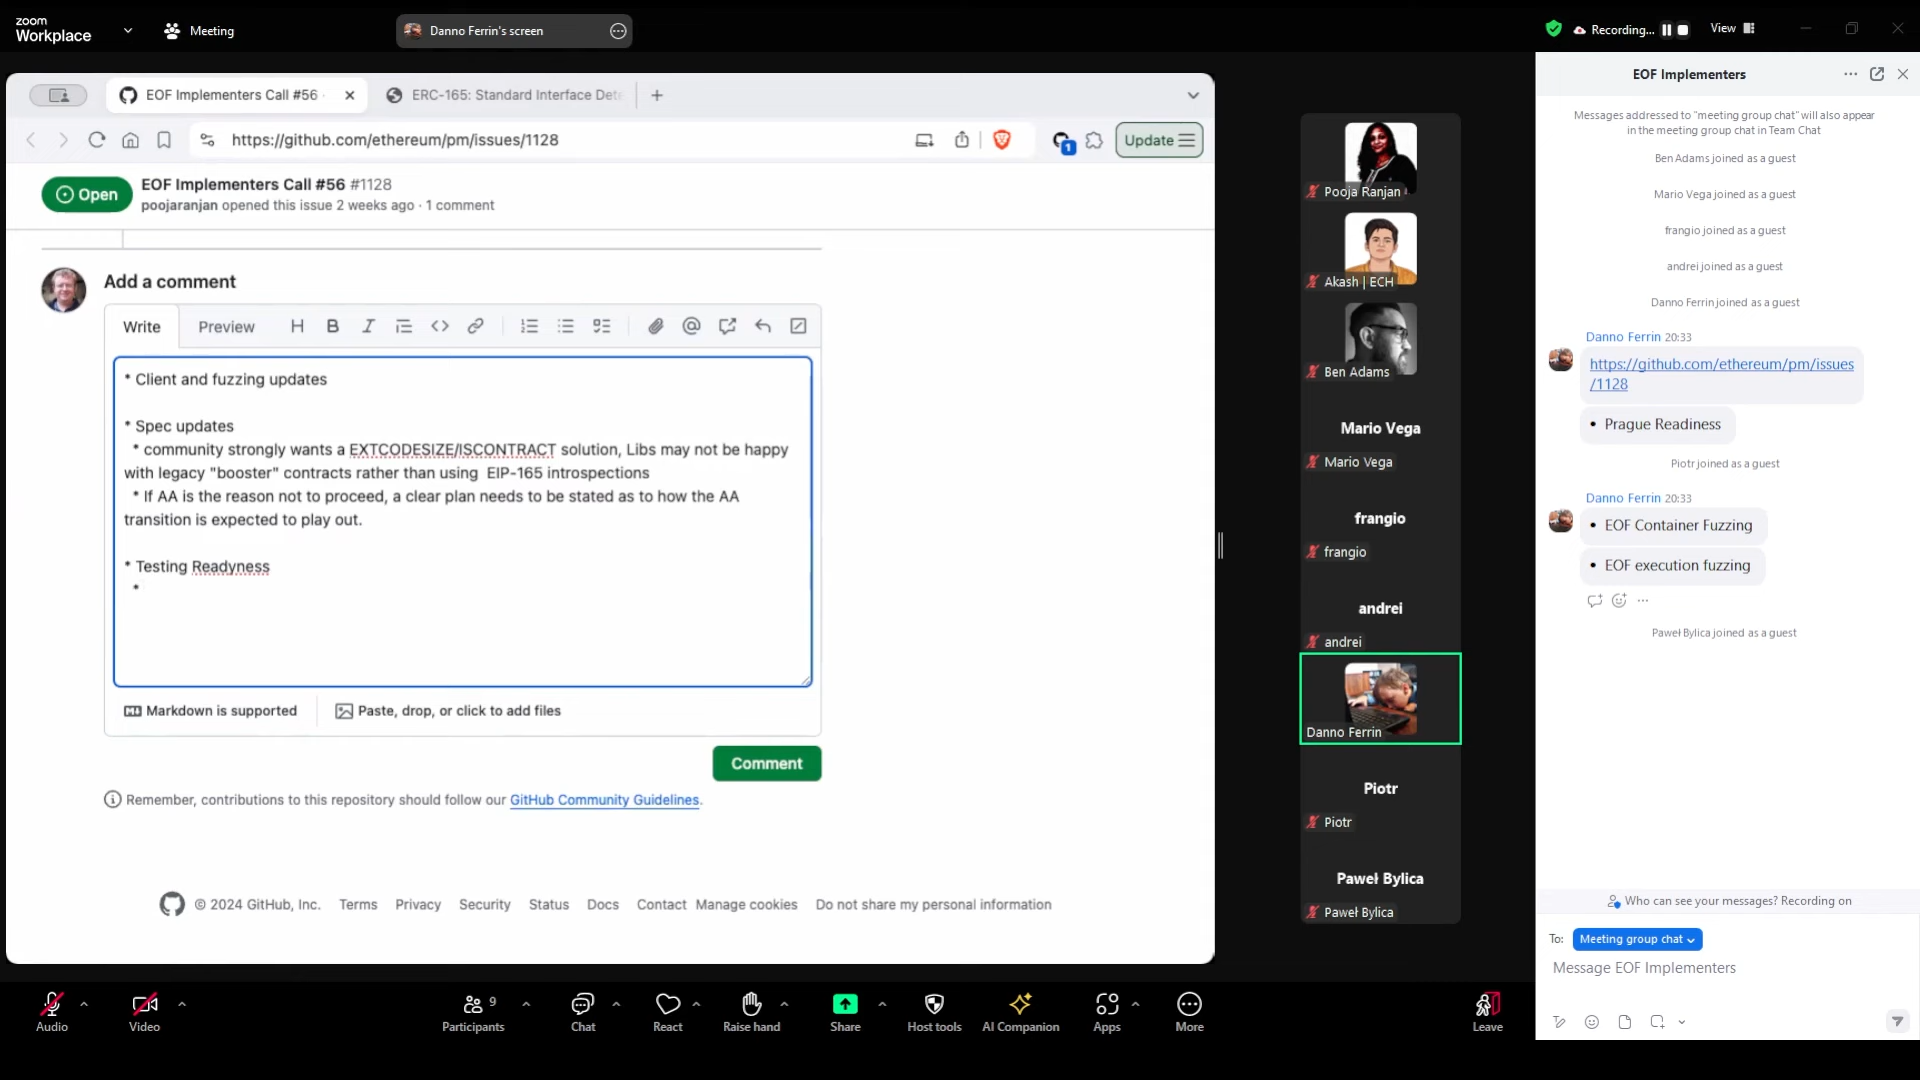 zoom
Workplace
Meeting
Danno Ferrin's screen
Recording...
View
EOF Implementers Call #56
ERC-165: Standard Interface Dete
https://github.com/ethereum/pm/issues/1128
1
Update
Open
EOF Implementers Call #56 #1128
poojaranjan opened this issue 2 weeks ago · 1 comment
Add a comment
Write
Preview
* Client and fuzzing updates
* Spec updates
* community strongly wants a EXTCODESIZE/ISCONTRACT solution, Libs may not be happy
with legacy "booster" contracts rather than using  EIP-165 introspections
* If AA is the reason not to proceed, a clear plan needs to be stated as to how the AA
transition is expected to play out.
* Testing Readyness
*
Markdown is supported
Paste, drop, or click to add files
Comment
Remember, contributions to this repository should follow our GitHub Community Guidelines.
© 2024 GitHub, Inc. Terms Privacy Security Status Docs Contact Manage cookies Do not share my personal information
Pooja Ranjan
Akash | ECH
Ben Adams
Mario Vega
Mario Vega
frangio
frangio
andrei
andrei
Danno Ferrin
Piotr
Piotr
Paweł Bylica
Paweł Bylica
EOF Implementers
Messages addressed to "meeting group chat" will also appear
in the meeting group chat in Team Chat
Ben Adams joined as a guest
Mario Vega joined as a guest
frangio joined as a guest
andrei joined as a guest
Danno Ferrin joined as a guest
Danno Ferrin 20:33
https://github.com/ethereum/pm/issues
/1128
• Prague Readiness
Piotr joined as a guest
Danno Ferrin 20:33
• EOF Container Fuzzing
• EOF execution fuzzing
Paweł Bylica joined as a guest
Who can see your messages? Recording on
To: Meeting group chat
Message EOF Implementers
Audio
Video
9
Participants
Chat
React
Raise hand
Share
Host tools
AI Companion
Apps
More
Leave